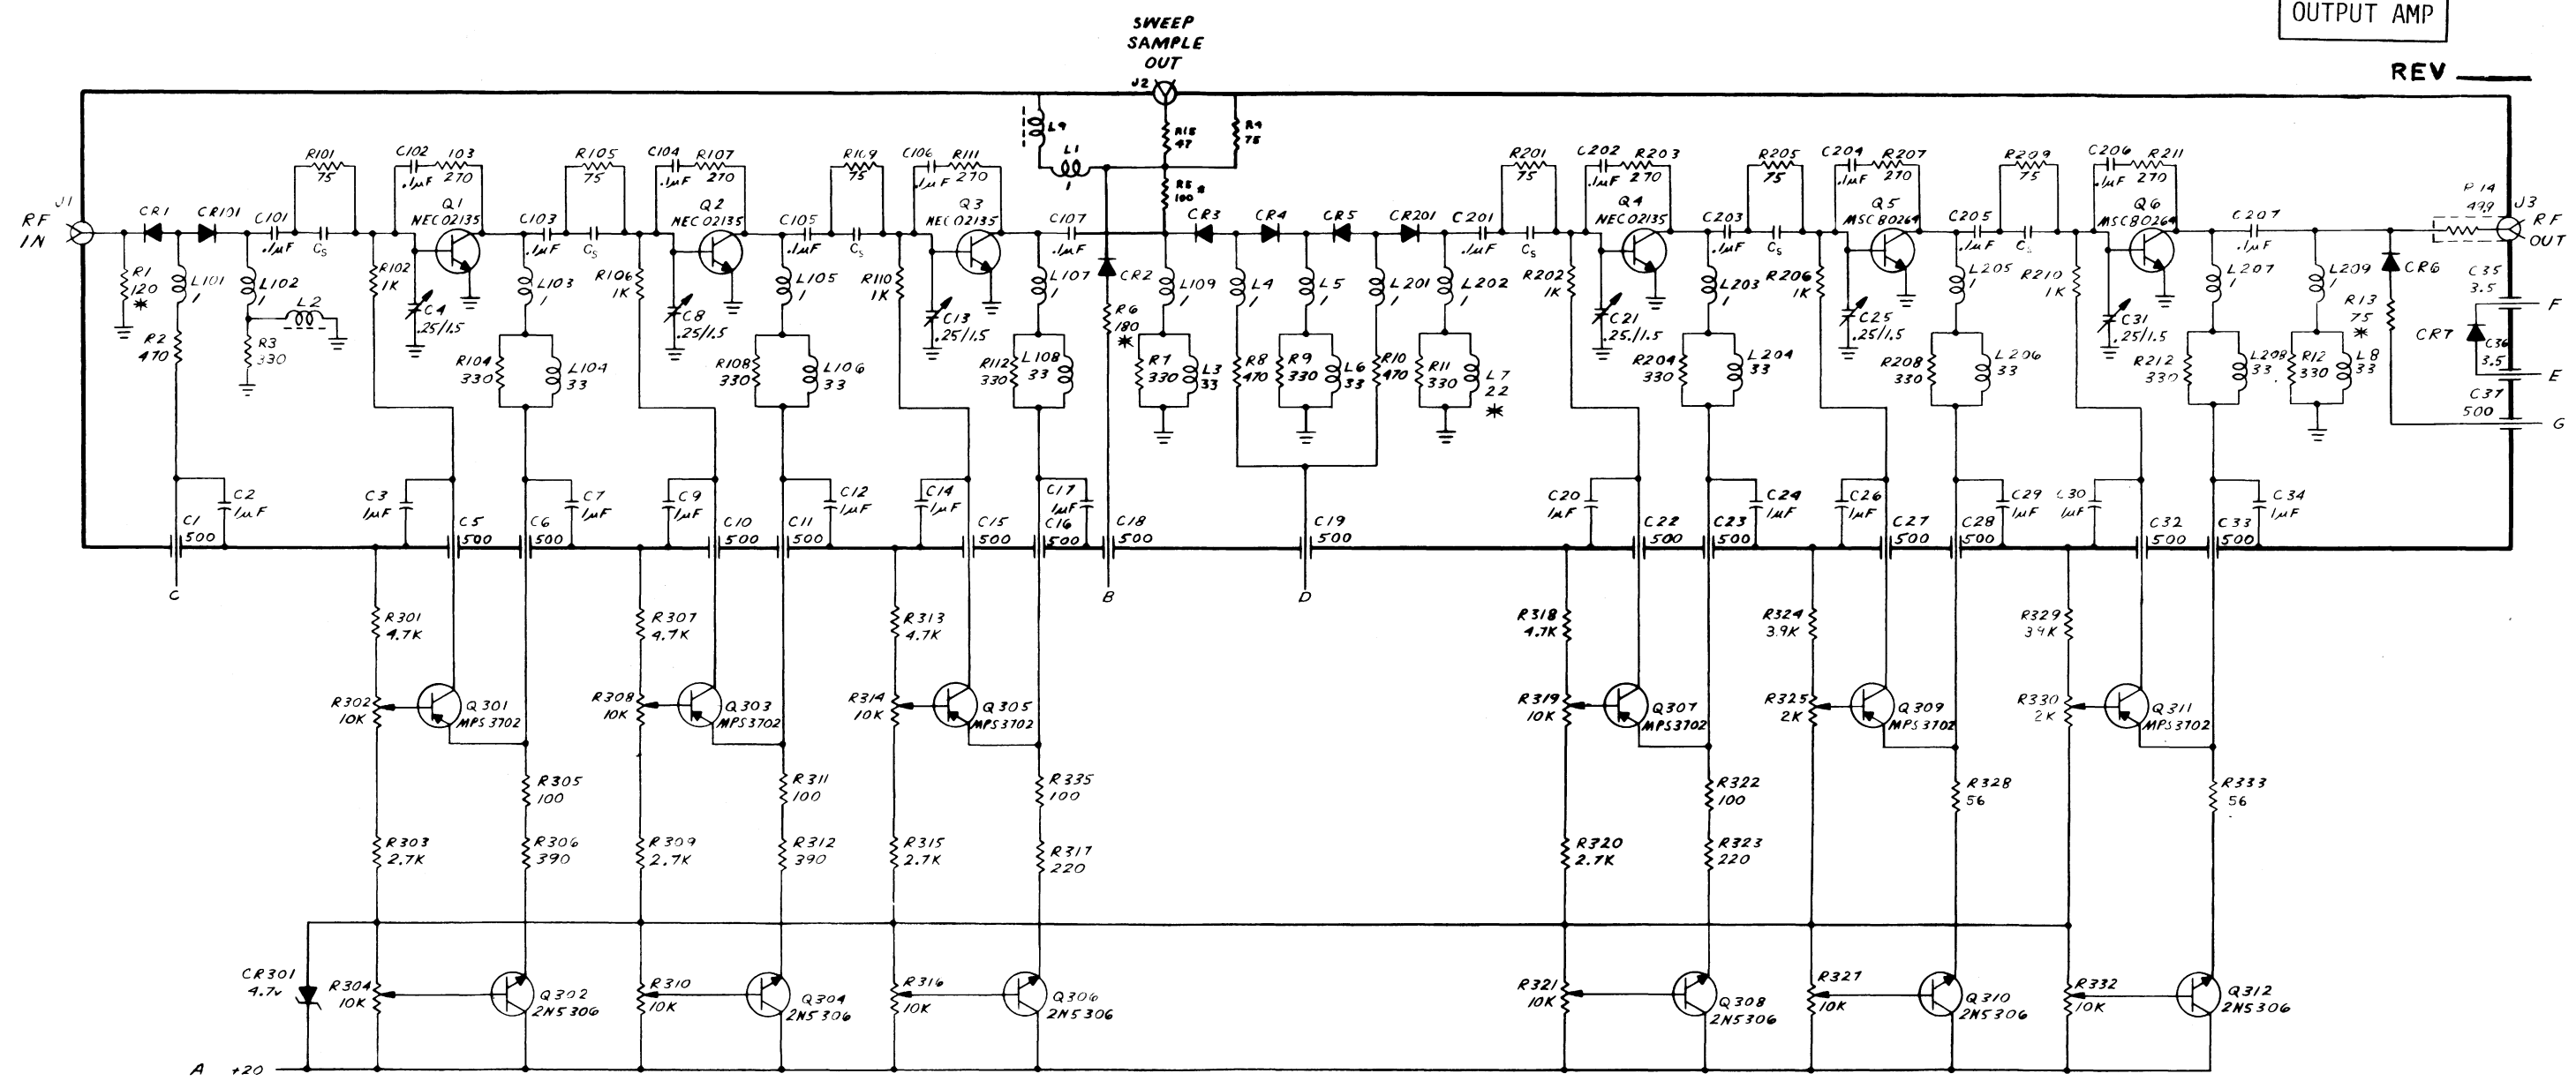 OUTPUT AMP
REV
SWEEP
SAMPLE
OUT
J2
L9
R15
47
R4
75
L1
1
R5
100 *
R101
75
C102
.1µF
103
270
R105
75
C104
.1µF
R107
270
R109
75
C106
.1µF
R111
270
R201
75
C202
.1µF
R203
270
R205
75
C204
.1µF
R207
270
R209
75
C206
.1µF
R211
270
RF
IN
J1
CR1
CR101
C101
.1µF
Cs
Q1
NEC02135
C103
.1µF
Cs
Q2
NEC02135
C105
.1µF
Cs
Q3
NEC02135
C107
.1µF
CR3
CR4
CR5
CR201
C201
.1µF
Cs
Q4
NEC02135
C203
.1µF
Cs
Q5
MSC80264
C205
.1µF
Cs
Q6
MSC80264
C207
.1µF
R14
49.9
J3
RF
OUT
R1
120
*
L101
1
L102
1
L2
R2
470
R3
330
R102
1K
C4
.25/1.5
L103
1
R104
330
L104
33
R106
1K
C8
.25/1.5
L105
1
R108
330
L106
33
R110
1K
C13
.25/1.5
L107
1
R112
330
L108
33
CR2
R6
180
*
L109
1
R7
330
L3
33
L4
1
R8
470
L5
1
R9
330
L6
33
L201
1
R10
470
L202
1
R11
330
L7
22
*
R202
1K
C21
.25/1.5
L203
1
R204
330
L204
33
R206
1K
C25
.25/1.5
L205
1
R208
330
L206
33
R210
1K
C31
.25/1.5
L207
1
R212
330
L208
33
L209
1
R12
330
L8
33
CR6
R13
75
*
C35
3.5
F
CR7
C36
3.5
E
C37
500
G
C2
1µF
C3
1µF
C7
1µF
C9
1µF
C12
1µF
C14
1µF
C17
1µF
C20
1µF
C24
1µF
C26
1µF
C29
1µF
C30
1µF
C34
1µF
C1
500
C5
500
C6
500
C10
500
C11
500
C15
500
C16
500
C18
500
C19
500
C22
500
C23
500
C27
500
C28
500
C32
500
C33
500
C
B
D
R301
4.7K
R307
4.7K
R313
4.7K
R318
4.7K
R324
3.9K
R329
R302
10K
Q301
MPS3702
R308
10K
Q303
MPS3702
R314
10K
Q305
MPS3702
R319
10K
Q307
MPS3702
R325
2K
Q309
MPS3702
R330
2K
Q311
MPS3702
R305
100
R311
100
R335
100
R322
100
R328
56
R333
56
R303
2.7K
R306
390
R309
2.7K
R312
390
R315
2.7K
R317
220
R320
2.7K
R323
220
CR301
4.7V
R304
10K
Q302
2N5306
R310
10K
Q304
2N5306
R316
10K
Q306
2N5306
R321
10K
Q308
2N5306
R327
10K
Q310
2N5306
R332
10K
Q312
2N5306
A +20